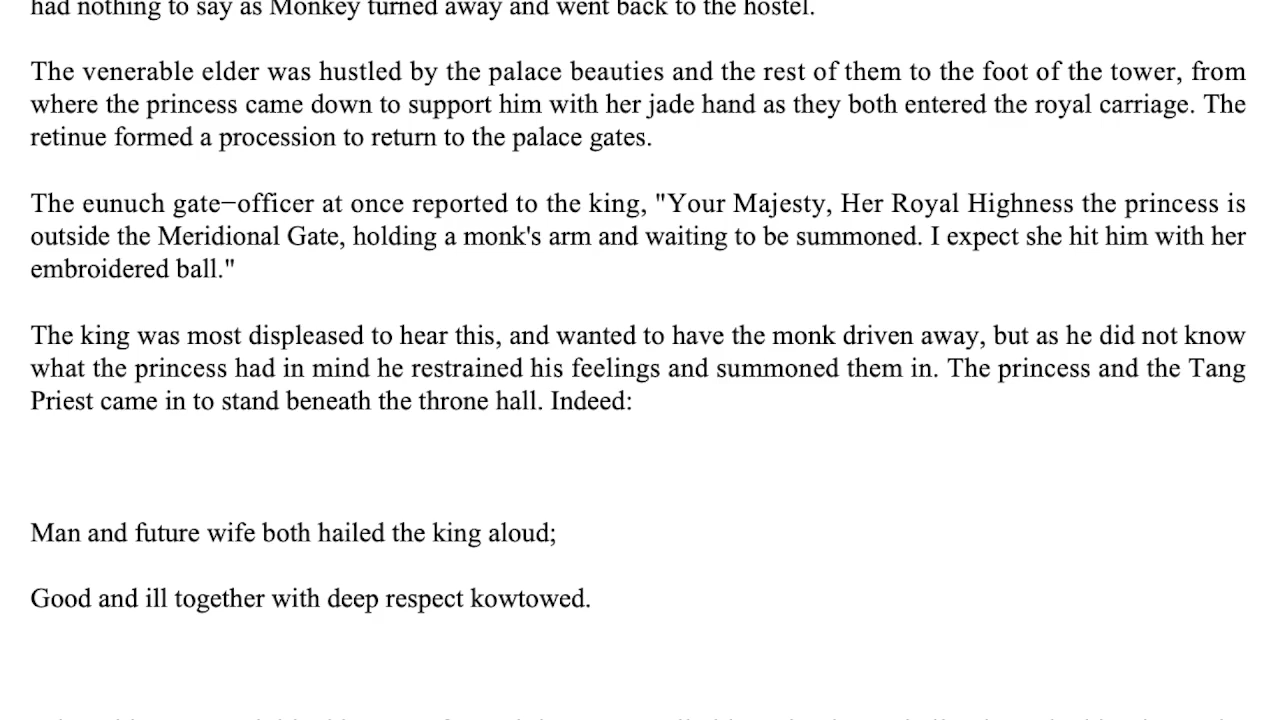 had nothing to say as Monkey turned away and went back to the hostel.
The venerable elder was hustled by the palace beauties and the rest of them to the foot of the tower, from
where the princess came down to support him with her jade hand as they both entered the royal carriage. The
retinue formed a procession to return to the palace gates.
The eunuch gate−officer at once reported to the king, "Your Majesty, Her Royal Highness the princess is
outside the Meridional Gate, holding a monk's arm and waiting to be summoned. I expect she hit him with her
embroidered ball."
The king was most displeased to hear this, and wanted to have the monk driven away, but as he did not know
what the princess had in mind he restrained his feelings and summoned them in. The princess and the Tang
Priest came in to stand beneath the throne hall. Indeed:
Man and future wife both hailed the king aloud;
Good and ill together with deep respect kowtowed.